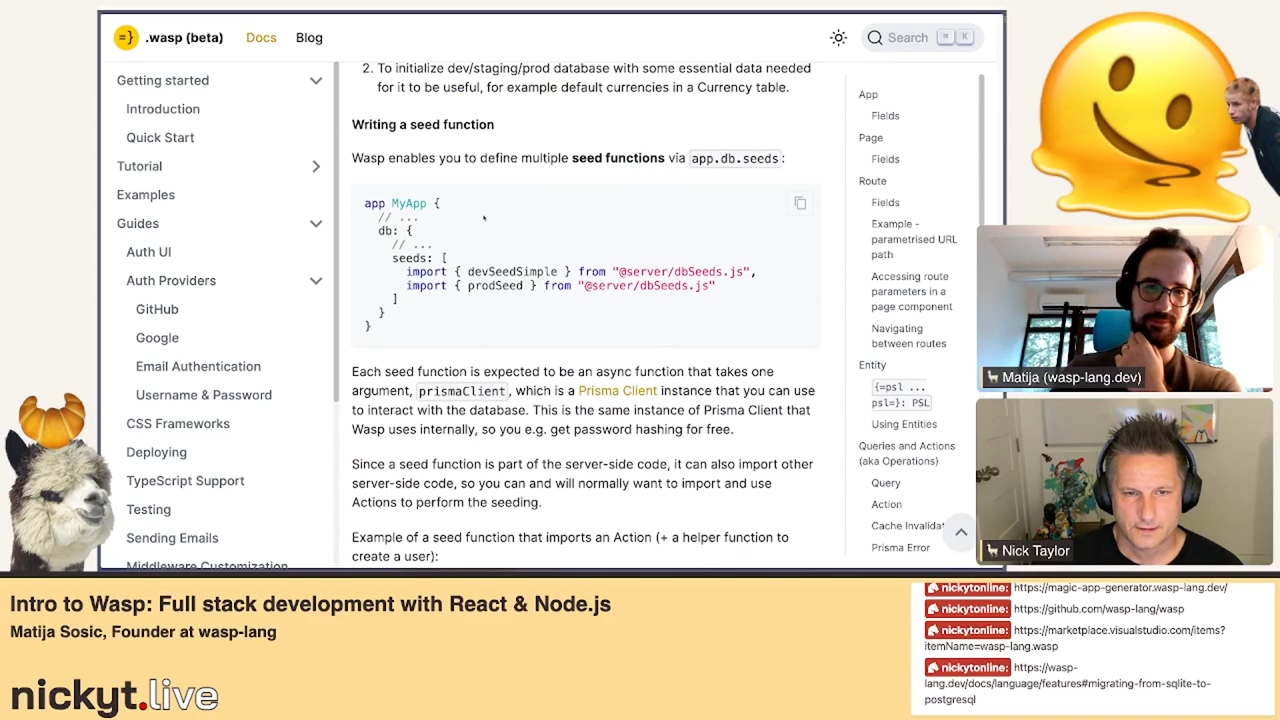 =}
.wasp (beta)
Docs
Blog
Search
⌘
K
Getting started
Introduction
Quick Start
Tutorial
Examples
Guides
Auth UI
Auth Providers
GitHub
Google
Email Authentication
Username & Password
CSS Frameworks
Deploying
TypeScript Support
Testing
Sending Emails
Middleware Customization
2. To initialize dev/staging/prod database with some essential data needed
for it to be useful, for example default currencies in a Currency table.
Writing a seed function
Wasp enables you to define multiple seed functions via app.db.seeds:
app MyApp {
// ...
db: {
// ...
seeds: [
import { devSeedSimple } from "@server/dbSeeds.js",
import { prodSeed } from "@server/dbSeeds.js"
]
}
}
Each seed function is expected to be an async function that takes one
argument, prismaClient, which is a Prisma Client instance that you can use
to interact with the database. This is the same instance of Prisma Client that
Wasp uses internally, so you e.g. get password hashing for free.
Since a seed function is part of the server-side code, it can also import other
server-side code, so you can and will normally want to import and use
Actions to perform the seeding.
Example of a seed function that imports an Action (+ a helper function to
create a user):
App
Fields
Page
Fields
Route
Fields
Example -
parametrised URL
path
Accessing route
parameters in a
page component
Navigating
between routes
Entity
{=psl ...
psl=}: PSL
Using Entities
Queries and Actions
(aka Operations)
Query
Action
Cache Invalidat
Prisma Error
Matija (wasp-lang.dev)
Nick Taylor
Intro to Wasp: Full stack development with React & Node.js
Matija Sosic, Founder at wasp-lang
nickyt.live
nickytonline: https://magic-app-generator.wasp-lang.dev/
nickytonline: https://github.com/wasp-lang/wasp
nickytonline: https://marketplace.visualstudio.com/items?
itemName=wasp-lang.wasp
nickytonline: https://wasp-
lang.dev/docs/language/features#migrating-from-sqlite-to-
postgresql